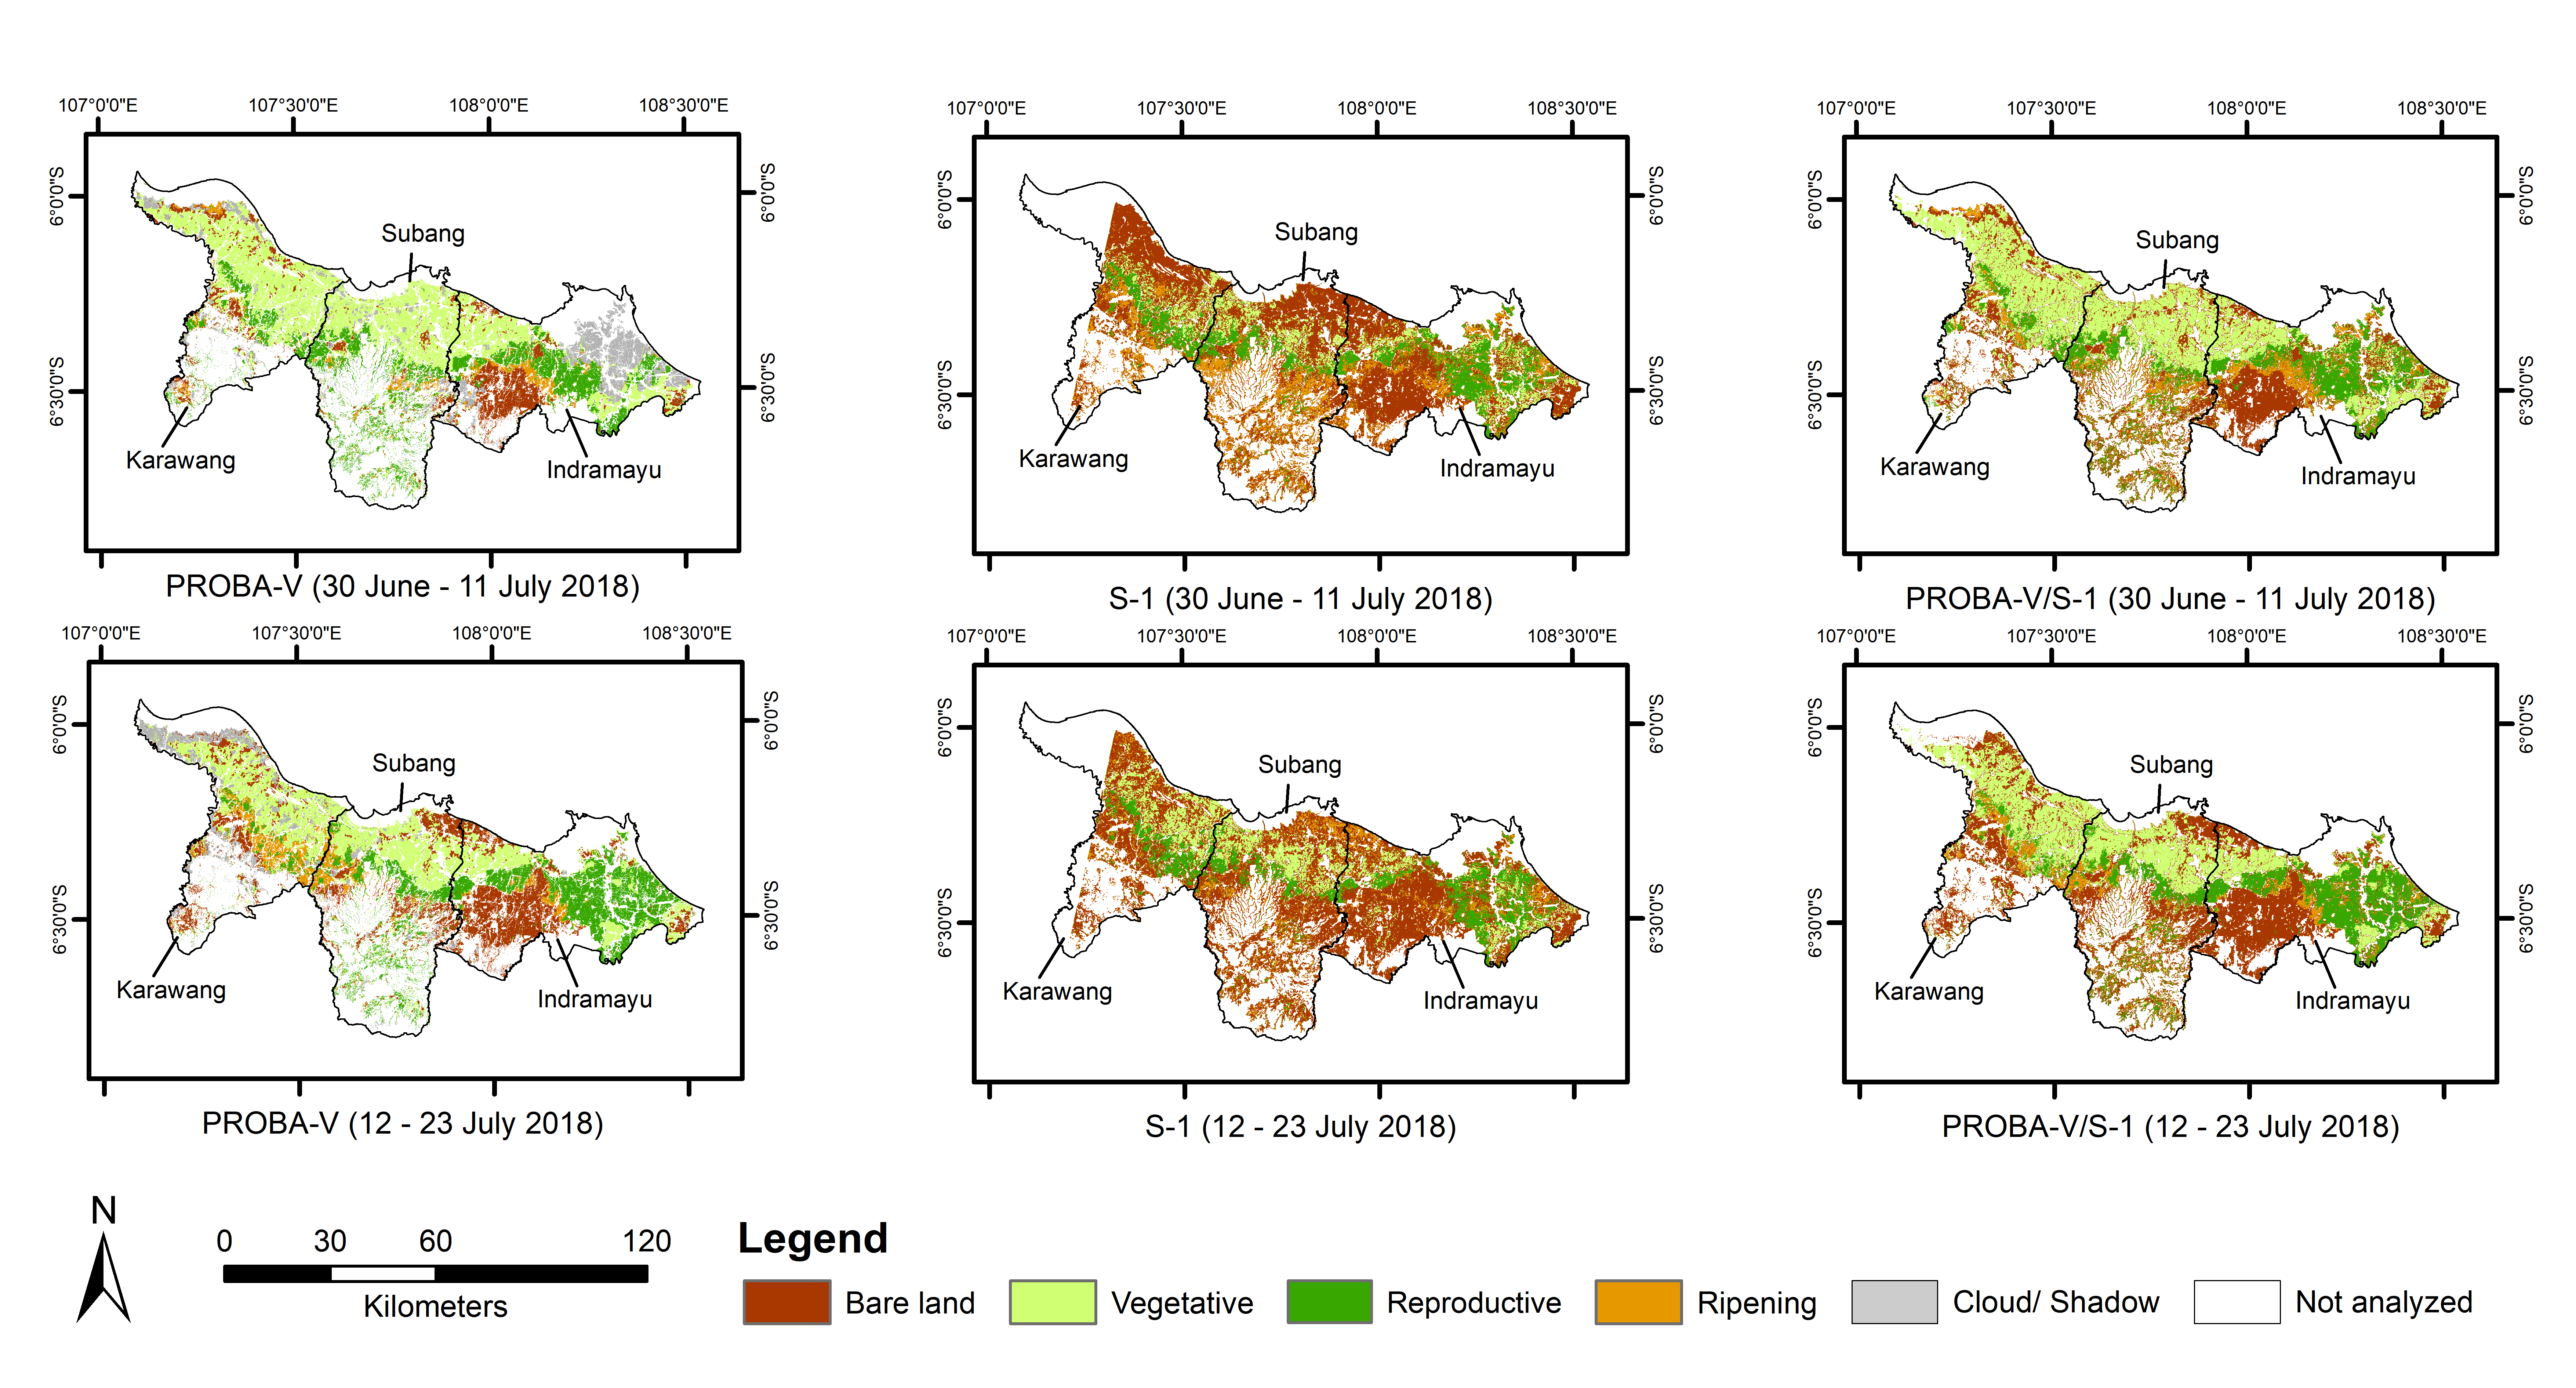 107°0'0"E 107°30'0"E 108°0'0"E 108°30'0"E
6°0'0"S 6°0'0"S
Subang
6°30'0"S 6°30'0"S
Karawang
Indramayu
PROBA-V (30 June - 11 July 2018)
107°0'0"E 107°30'0"E 108°0'0"E 108°30'0"E
6°0'0"S 6°0'0"S
Subang
6°30'0"S 6°30'0"S
Karawang
Indramayu
S-1 (30 June - 11 July 2018)
107°0'0"E 107°30'0"E 108°0'0"E 108°30'0"E
6°0'0"S 6°0'0"S
Subang
6°30'0"S 6°30'0"S
Karawang
Indramayu
PROBA-V/S-1 (30 June - 11 July 2018)
107°0'0"E 107°30'0"E 108°0'0"E 108°30'0"E
6°0'0"S 6°0'0"S
Subang
6°30'0"S 6°30'0"S
Karawang
Indramayu
PROBA-V (12 - 23 July 2018)
107°0'0"E 107°30'0"E 108°0'0"E 108°30'0"E
6°0'0"S 6°0'0"S
Subang
6°30'0"S 6°30'0"S
Karawang
Indramayu
S-1 (12 - 23 July 2018)
107°0'0"E 107°30'0"E 108°0'0"E 108°30'0"E
6°0'0"S 6°0'0"S
Subang
6°30'0"S 6°30'0"S
Karawang
Indramayu
PROBA-V/S-1 (12 - 23 July 2018)
N
0 30 60 120
Kilometers
Legend
Bare land Vegetative Reproductive Ripening Cloud/ Shadow Not analyzed